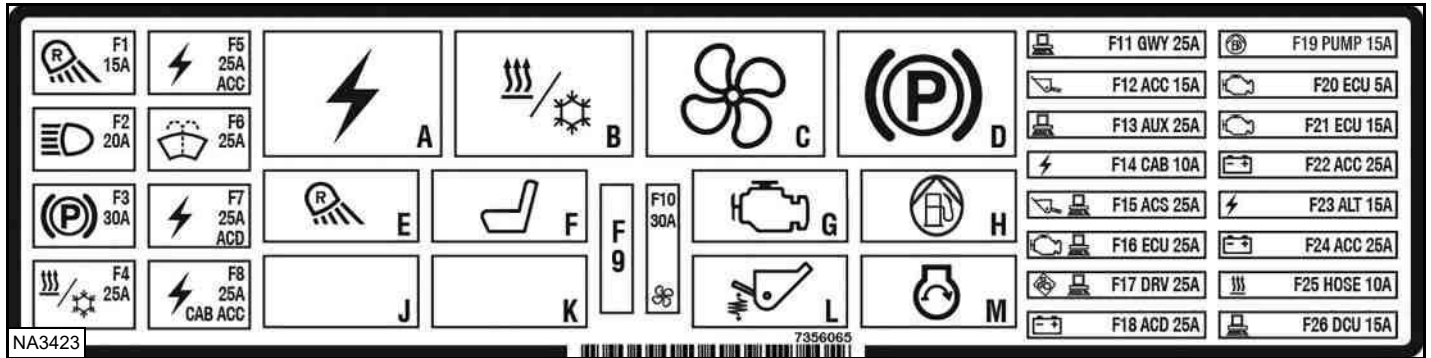 F1
15A
F5
25A
ACC
A
B
C
P
D
F11 GWY 25A
F19 PUMP 15A
F12 ACC 15A
F20 ECU 5A
F2
20A
F6
25A
F13 AUX 25A
F21 ECU 15A
F14 CAB 10A
F22 ACC 25A
P
F3
30A
F7
25A
ACD
R
E
F
F
9
F10
30A
G
H
F15 ACS 25A
F23 ALT 15A
F16 ECU 25A
F24 ACC 25A
F4
25A
F8
25A
CAB ACC
J
K
L
M
F17 DRV 25A
F25 HOSE 10A
F18 ACD 25A
F26 DCU 15A
R
NA3423
7356065